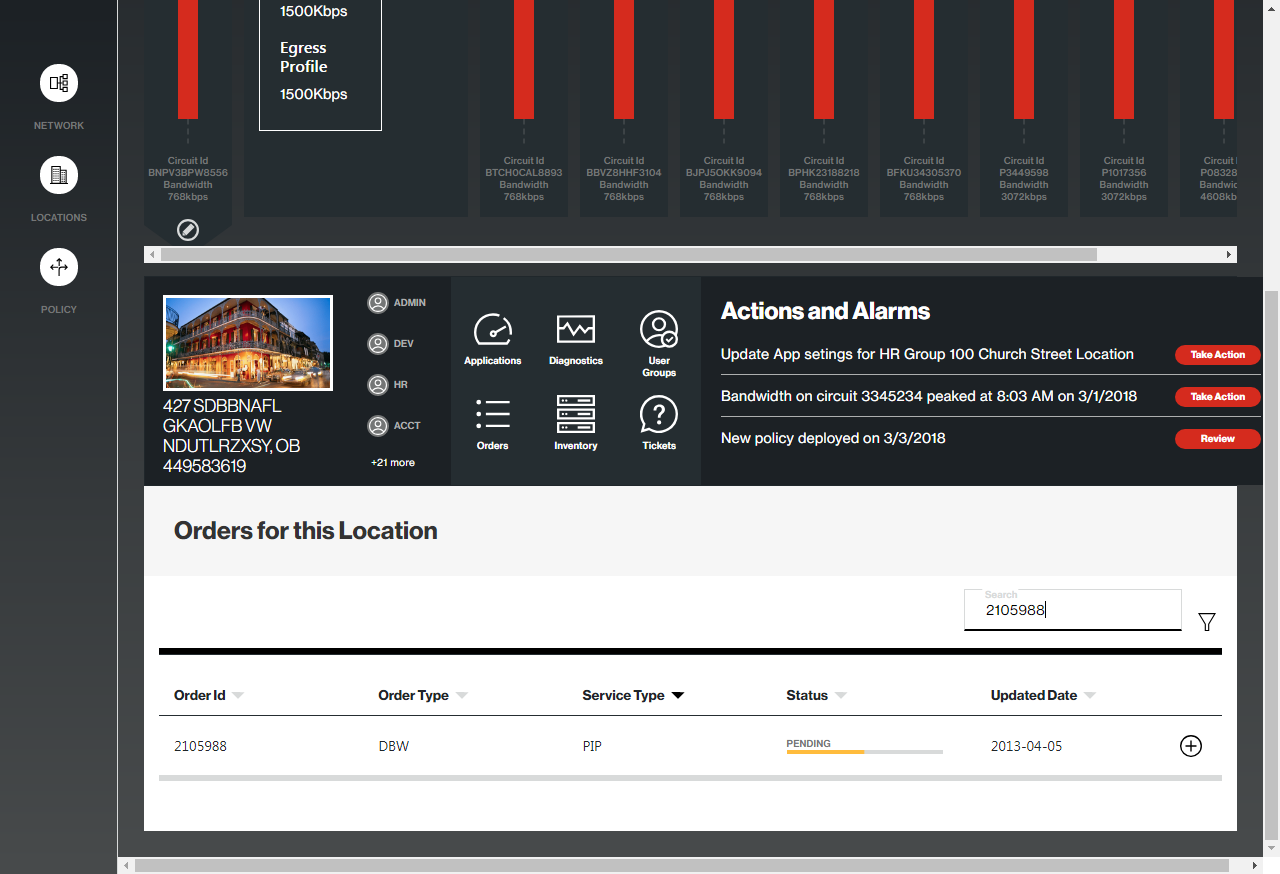 1500Kbps
Egress
Profile
1500Kbps
NETWORK
LOCATIONS
POLICY
Circuit Id
BNPV3BPW8556
Bandwidth
768kbps
Circuit Id
BTCH0CAL8893
Bandwidth
768kbps
Circuit Id
BBVZ8HHF3104
Bandwidth
768kbps
Circuit Id
BJPJ5OKK9094
Bandwidth
768kbps
Circuit Id
BPHK23188218
Bandwidth
768kbps
Circuit Id
BFKU34305370
Bandwidth
768kbps
Circuit Id
P3449598
Bandwidth
3072kbps
Circuit Id
P1017356
Bandwidth
3072kbps
Circuit I
P08328
Bandwic
4608kb
427 SDBBNAFL
GKAOLFB VW
NDUTLRZXSY, OB
449583619
ADMIN
DEV
HR
ACCT
+21 more
Applications
Diagnostics
User
Groups
Orders
Inventory
Tickets
Actions and Alarms
Update App setings for HR Group 100 Church Street Location
Take Action
Bandwidth on circuit 3345234 peaked at 8:03 AM on 3/1/2018
Take Action
New policy deployed on 3/3/2018
Review
Orders for this Location
Search
2105988
Order Id Order Type Service Type Status Updated Date
2105988 DBW PIP PENDING 2013-04-05